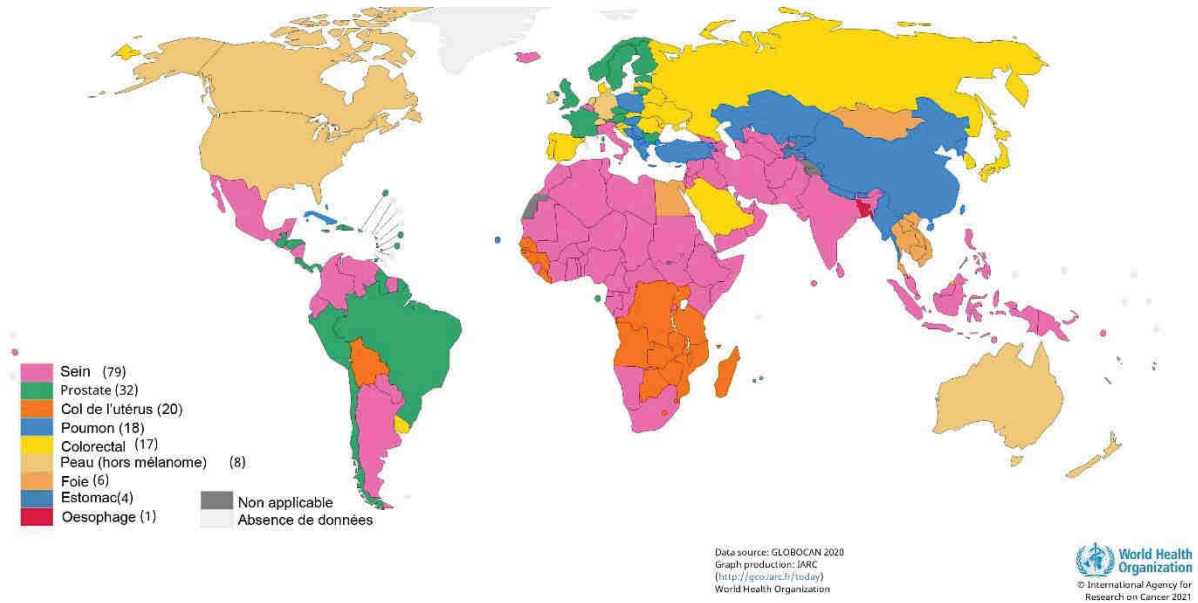 Sein (79)
Prostate (32)
Col de l'utérus (20)
Poumon (18)
Colorectal (17)
Peau (hors mélanome) (8)
Foie (6)
Estomac(4)
Oesophage (1)
Non applicable
Absence de données
Data source: GLOBOCAN 2020
Graph production: IARC
(http://gco.iarc.fr/today)
World Health Organization
World Health
Organization
© International Agency for
Research on Cancer 2021